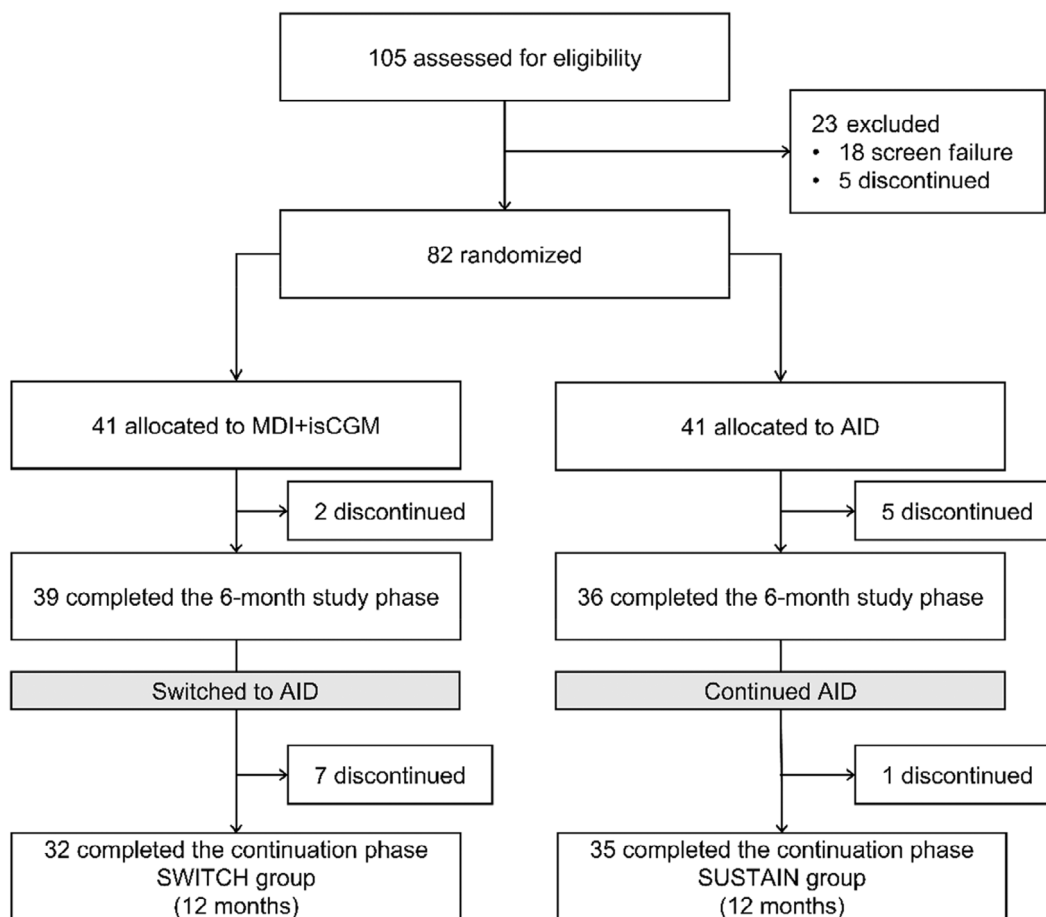 105 assessed for eligibility
23 excluded
• 18 screen failure
• 5 discontinued
82 randomized
41 allocated to MDI+isCGM
41 allocated to AID
2 discontinued
5 discontinued
39 completed the 6-month study phase
36 completed the 6-month study phase
Switched to AID
Continued AID
7 discontinued
1 discontinued
32 completed the continuation phase
SWITCH group
(12 months)
35 completed the continuation phase
SUSTAIN group
(12 months)